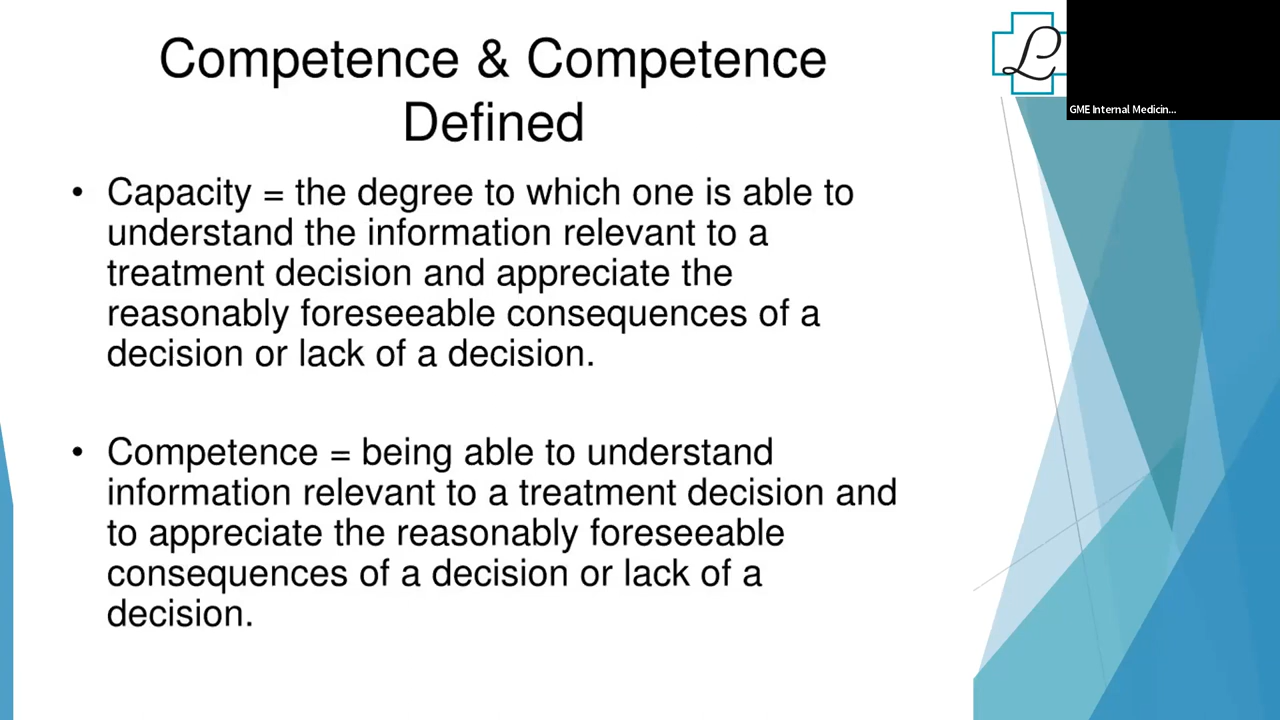 Competence & Competence
Defined
• Capacity = the degree to which one is able to
understand the information relevant to a
treatment decision and appreciate the
reasonably foreseeable consequences of a
decision or lack of a decision.
• Competence = being able to understand
information relevant to a treatment decision and
to appreciate the reasonably foreseeable
consequences of a decision or lack of a
decision.
L
GME Internal Medicin...